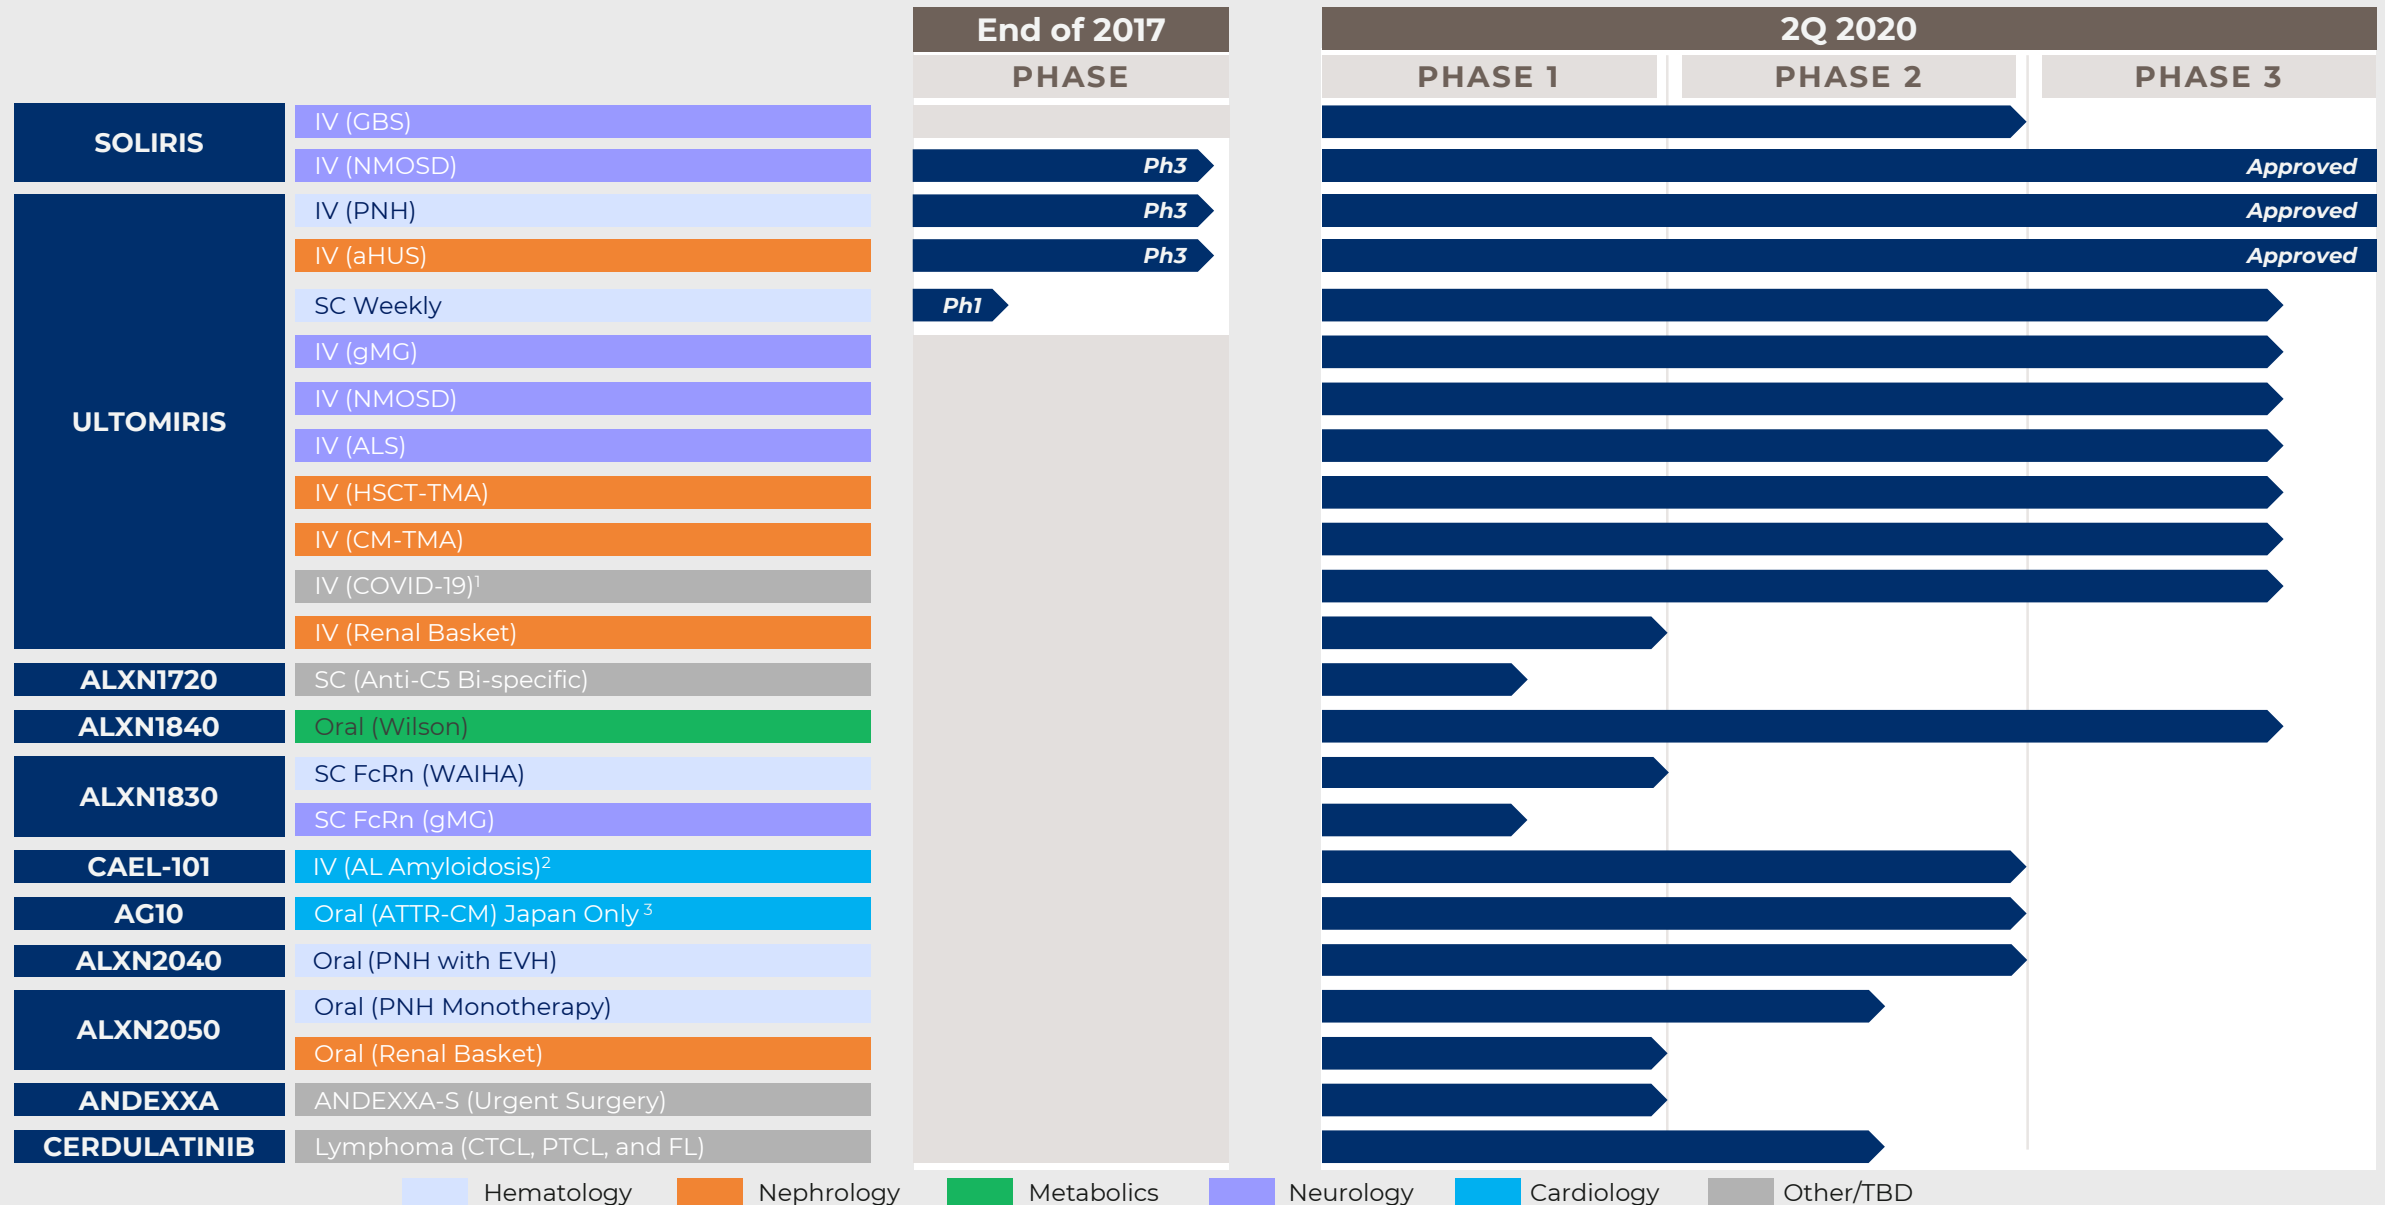 End of 2017
2Q 2020
PHASE
PHASE 1
PHASE 2
PHASE 3
SOLIRIS
IV (GBS)
IV (NMOSD)
Ph3
Approved
ULTOMIRIS
IV (PNH)
Ph3
Approved
IV (aHUS)
Ph3
Approved
SC Weekly
Ph1
IV (gMG)
IV (NMOSD)
IV (ALS)
IV (HSCT-TMA)
IV (CM-TMA)
IV (COVID-19)¹
IV (Renal Basket)
ALXN1720
SC (Anti-C5 Bi-specific)
ALXN1840
Oral (Wilson)
ALXN1830
SC FcRn (WAIHA)
SC FcRn (gMG)
CAEL-101
IV (AL Amyloidosis)²
AG10
Oral (ATTR-CM) Japan Only ³
ALXN2040
Oral (PNH with EVH)
ALXN2050
Oral (PNH Monotherapy)
Oral (Renal Basket)
ANDEXXA
ANDEXXA-S (Urgent Surgery)
CERDULATINIB
Lymphoma (CTCL, PTCL, and FL)
Hematology
Nephrology
Metabolics
Neurology
Cardiology
Other/TBD